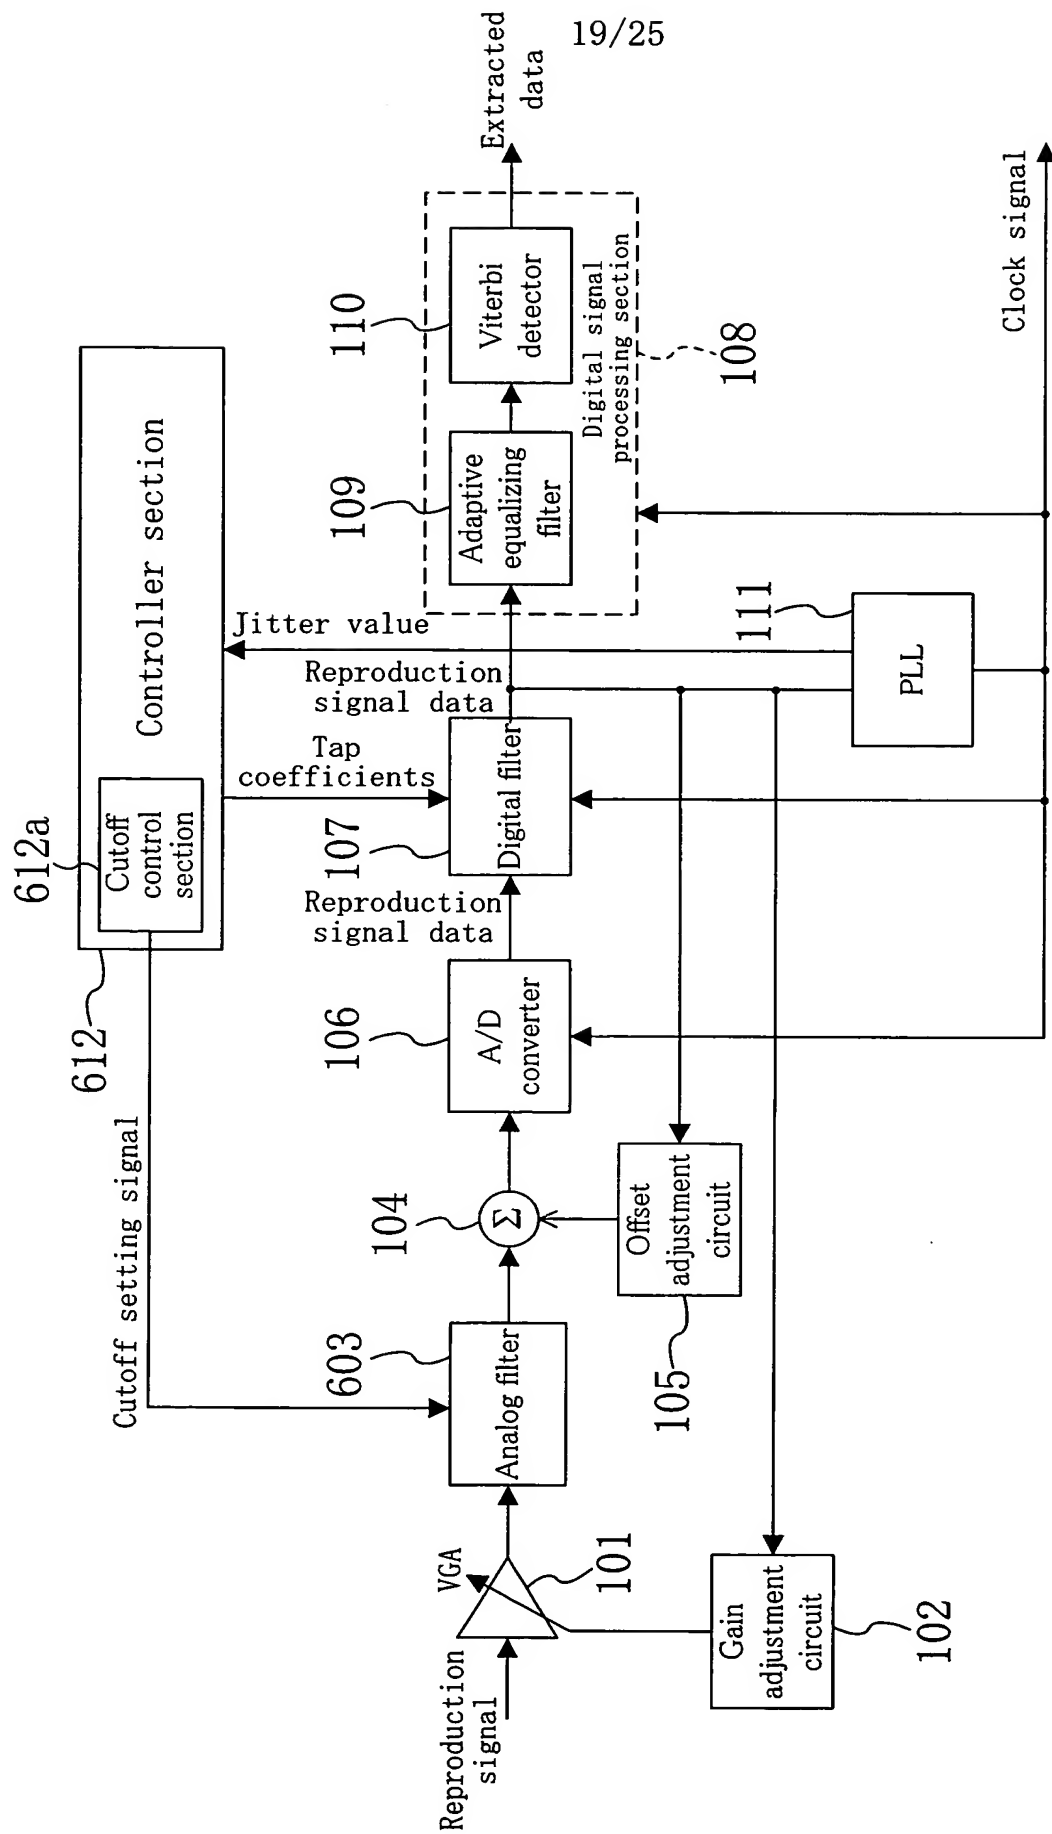 19/25
612a
Cutoff
control
section
Controller section
612
Cutoff setting signal
Tap
coefficients
Jitter value
Reproduction
signal
VGA
101
603
Analog filter
104
Σ
106
A/D
converter
Reproduction
signal data
107
Digital filter
Reproduction
signal data
109
Adaptive
equalizing
filter
110
Viterbi
detector
Digital signal
processing section
108
Extracted
data
Gain
adjustment
circuit
102
Offset
adjustment
circuit
105
111
PLL
Clock signal